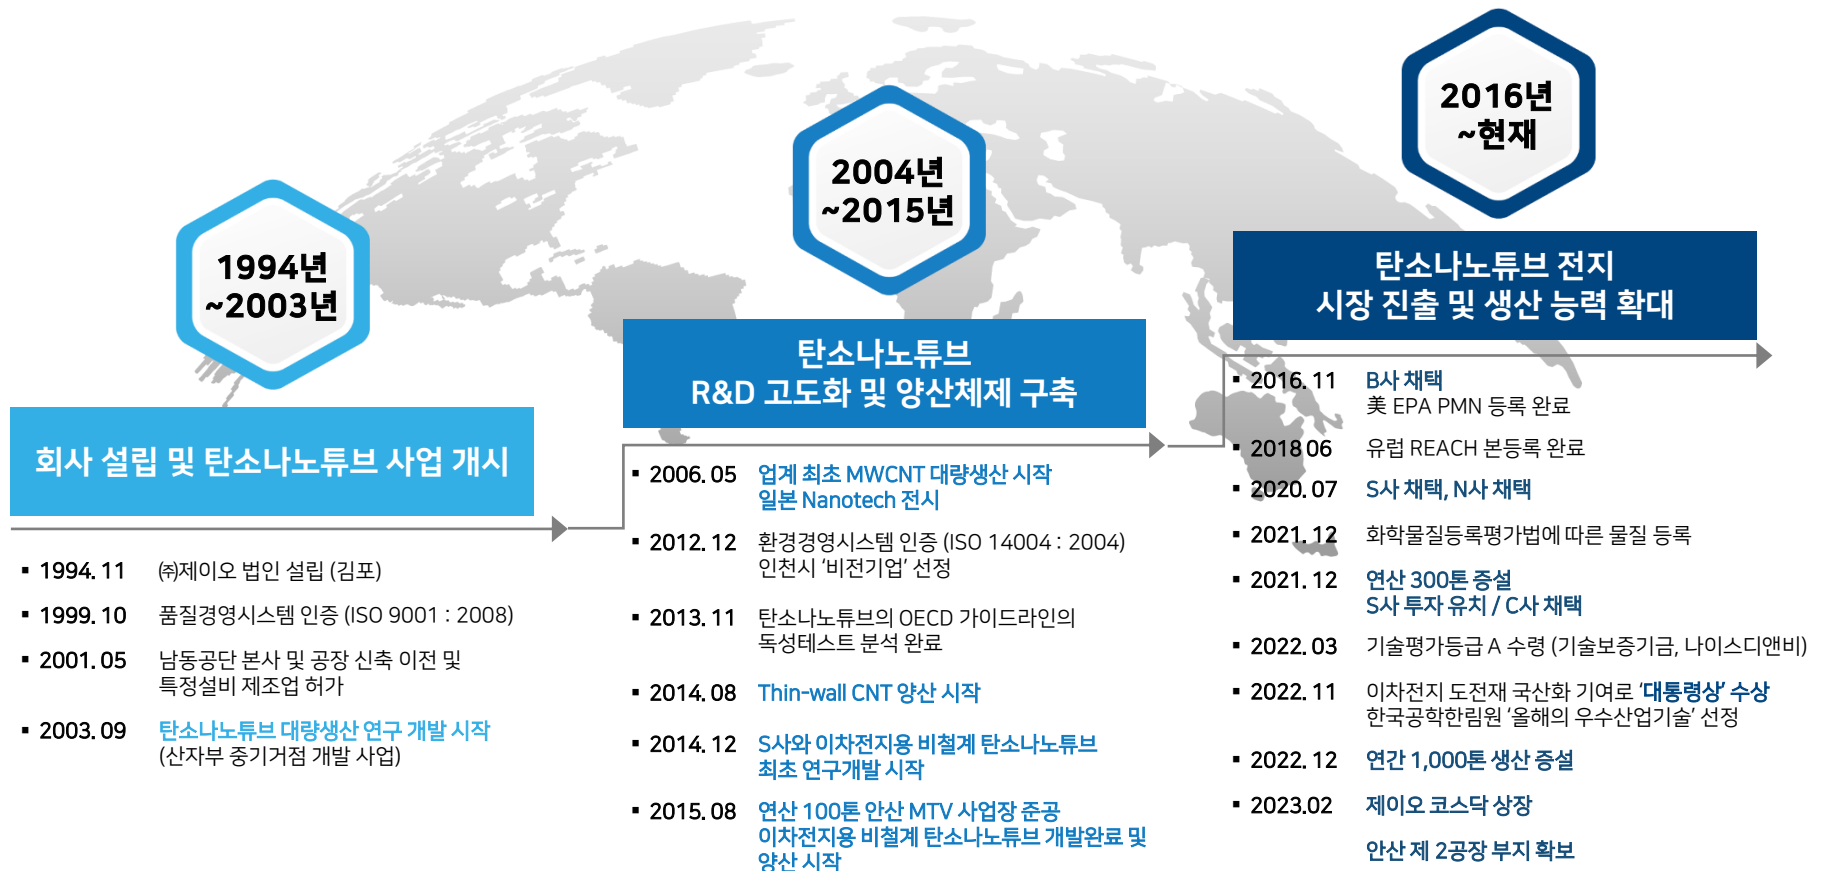 1994년
~2003년
회사 설립 및 탄소나노튜브 사업 개시
▪ 1994. 11 ㈜제이오 법인 설립 (김포)
▪ 1999. 10 품질경영시스템 인증 (ISO 9001 : 2008)
▪ 2001. 05 남동공단 본사 및 공장 신축 이전 및
특정설비 제조업 허가
▪ 2003. 09 탄소나노튜브 대량생산 연구 개발 시작
(산자부 중기거점 개발 사업)
2004년
~2015년
탄소나노튜브
R&D 고도화 및 양산체제 구축
▪ 2006. 05 업계 최초 MWCNT 대량생산 시작
일본 Nanotech 전시
▪ 2012. 12 환경경영시스템 인증 (ISO 14004 : 2004)
인천시 ‘비전기업’ 선정
▪ 2013. 11 탄소나노튜브의 OECD 가이드라인의
독성테스트 분석 완료
▪ 2014. 08 Thin-wall CNT 양산 시작
▪ 2014. 12 S사와 이차전지용 비철계 탄소나노튜브
최초 연구개발 시작
▪ 2015. 08 연산 100톤 안산 MTV 사업장 준공
이차전지용 비철계 탄소나노튜브 개발완료 및
양산 시작
2016년
~현재
탄소나노튜브 전지
시장 진출 및 생산 능력 확대
▪ 2016. 11 B사 채택
美 EPA PMN 등록 완료
▪ 2018 06 유럽 REACH 본등록 완료
▪ 2020. 07 S사 채택, N사 채택
▪ 2021. 12 화학물질등록평가법에 따른 물질 등록
▪ 2021. 12 연산 300톤 증설
S사 투자 유치 / C사 채택
▪ 2022. 03 기술평가등급 A 수령 (기술보증기금, 나이스디앤비)
▪ 2022. 11 이차전지 도전재 국산화 기여로 ‘대통령상’ 수상
한국공학한림원 ‘올해의 우수산업기술’ 선정
▪ 2022. 12 연간 1,000톤 생산 증설
▪ 2023.02 제이오 코스닥 상장
안산 제 2공장 부지 확보